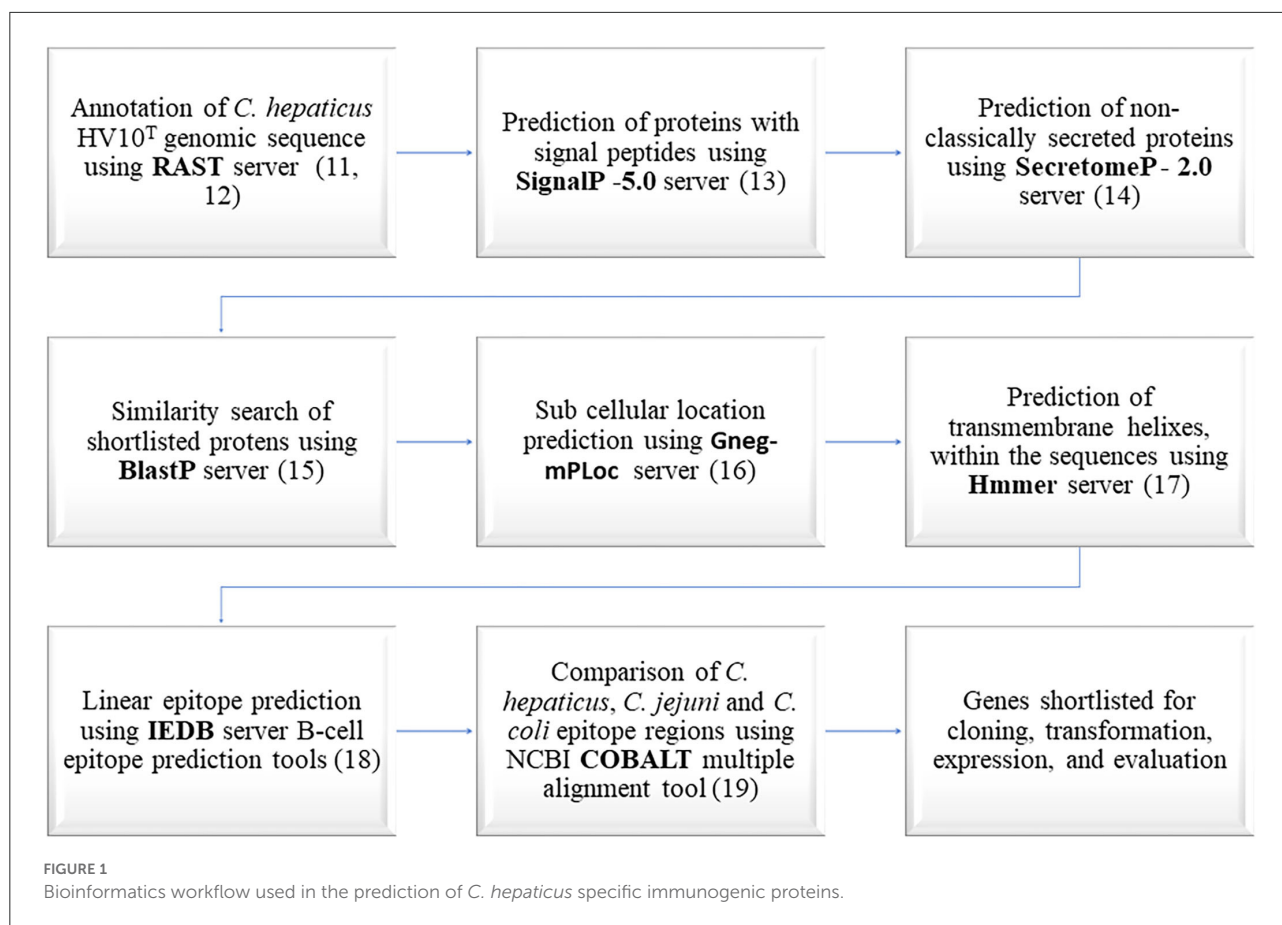 Annotation of C. hepaticus
HV10ᵀ genomic sequence
using RAST server (11,
12)
Prediction of proteins with
signal peptides using
SignalP -5.0 server (13)
Prediction of non-
classically secreted proteins
using SecretomeP - 2.0
server (14)
Similarity search of
shortlisted protens using
BlastP server (15)
Sub cellular location
prediction using Gneg-
mPLoc server (16)
Prediction of
transmembrane helixes,
within the sequences using
Hmmer server (17)
Linear epitope prediction
using IEDB server B-cell
epitope prediction tools (18)
Comparison of C.
hepaticus, C. jejuni and C.
coli epitope regions using
NCBI COBALT multiple
alignment tool (19)
Genes shortlisted for
cloning, transformation,
expression, and evaluation
FIGURE 1
Bioinformatics workflow used in the prediction of C. hepaticus specific immunogenic proteins.